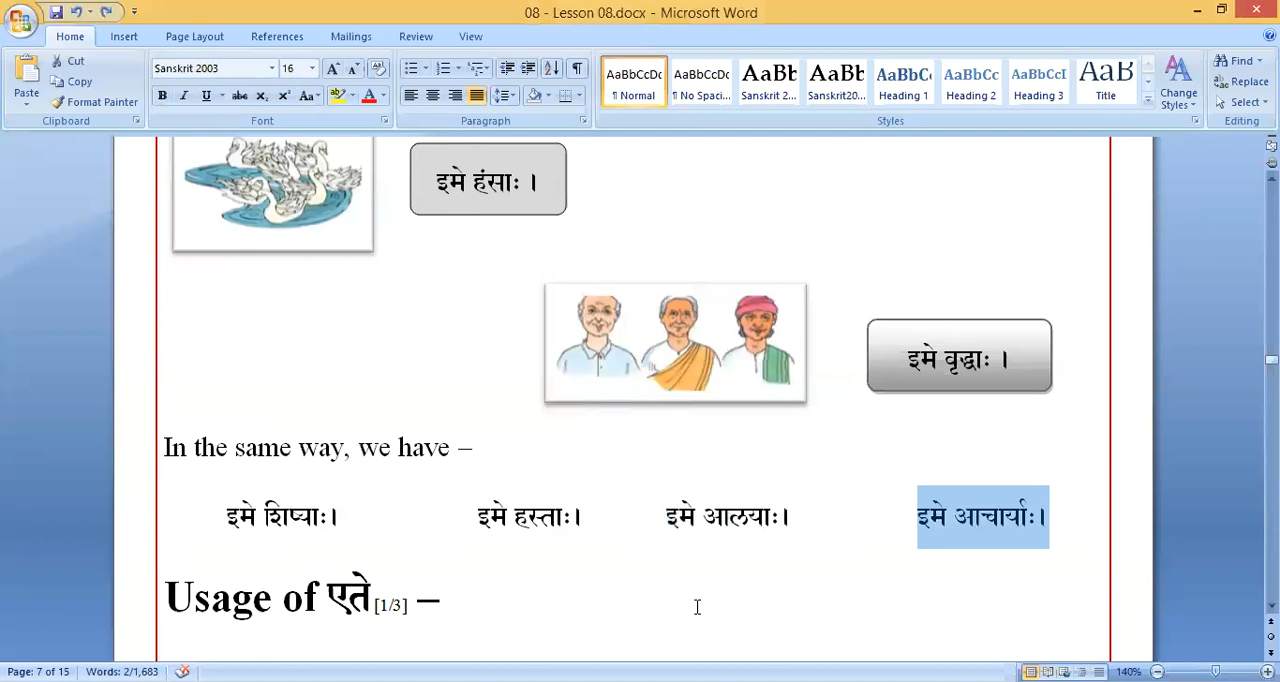 08 - Lesson 08.docx - Microsoft Word
Home Insert Page Layout References Mailings Review View
Paste
Cut
Copy
Format Painter
Clipboard
Sanskrit 2003 16
Font
Paragraph
AaBbCcDc AaBbCcDc AaBb AaBb AaBbCc AaBbCc AaBbCcI AaB
¶ Normal ¶ No Spaci... Sanskrit 2... Sanskrit20... Heading 1 Heading 2 Heading 3 Title
Change Styles
Styles
Find
Replace
Select
Editing
इमे हंसाः ।
इमे वृद्धाः ।
In the same way, we have –
इमे शिष्याः। इमे हस्ताः। इमे आलयाः। इमे आचार्याः।
Usage of एते[1/3] –
Page: 7 of 15 Words: 2/1,683 140%